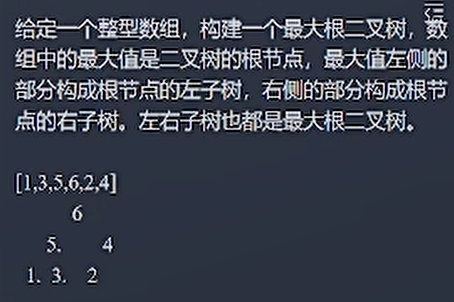 给定一个整型数组，构建一个最大根二叉树，数
组中的最大值是二叉树的根节点，最大值左侧的
部分构成根节点的左子树，右侧的部分构成根节
点的右子树。左右子树也都是最大根二叉树。
[1,3,5,6,2,4]
6
5. 4
1. 3. 2